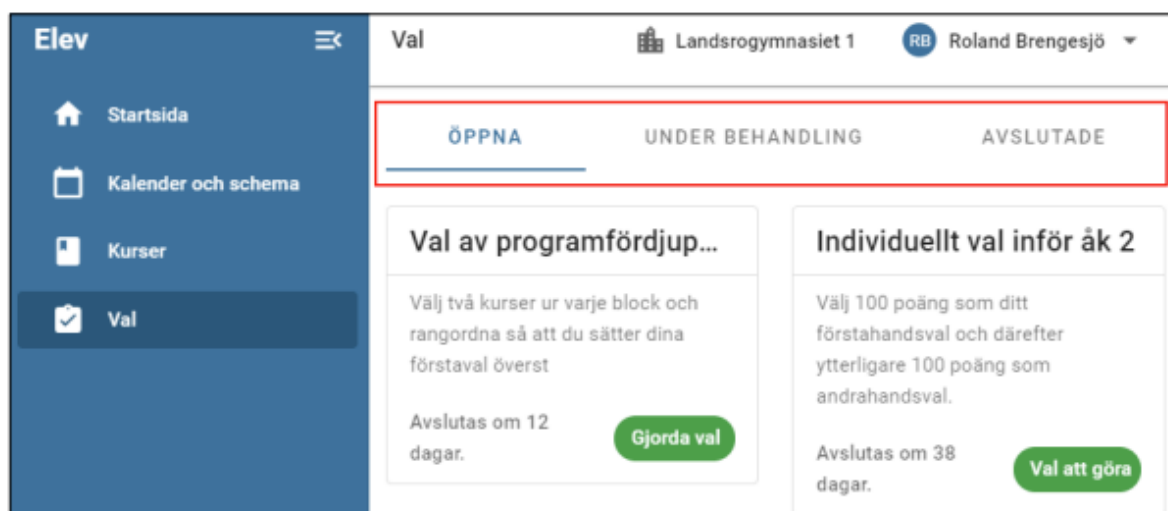 Elev
Startsida
Kalender och schema
Kurser
Val
Val
Landsrogymnasiet 1
RB
Roland Brengesjö
ÖPPNA
UNDER BEHANDLING
AVSLUTADE
Val av programfördjup...
Välj två kurser ur varje block och
rangordna så att du sätter dina
förstaval överst
Avslutas om 12
dagar.
Gjorda val
Individuellt val inför åk 2
Välj 100 poäng som ditt
förstahandsval och därefter
ytterligare 100 poäng som
andrahandsval.
Avslutas om 38
dagar.
Val att göra